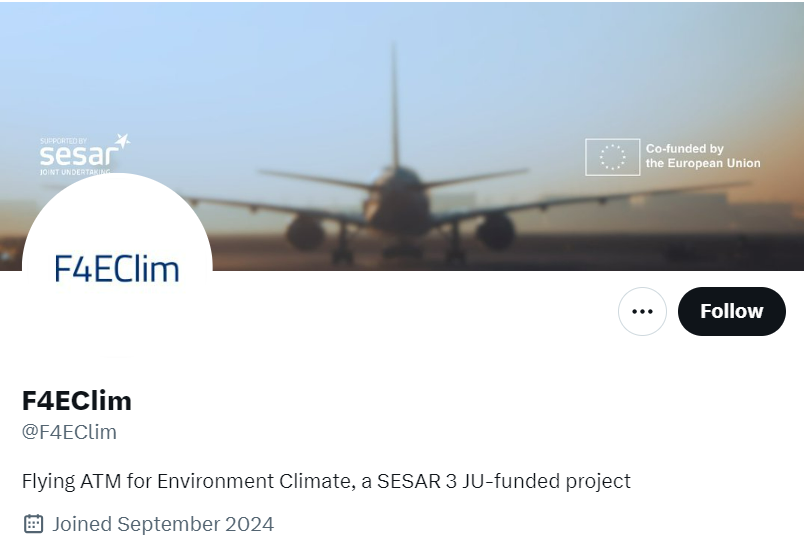 SUPPORTED BY
sesar
JOINT UNDERTAKING
Co-funded by
the European Union
F4EClim
Follow
F4EClim
@F4EClim
Flying ATM for Environment Climate, a SESAR 3 JU-funded project
Joined September 2024